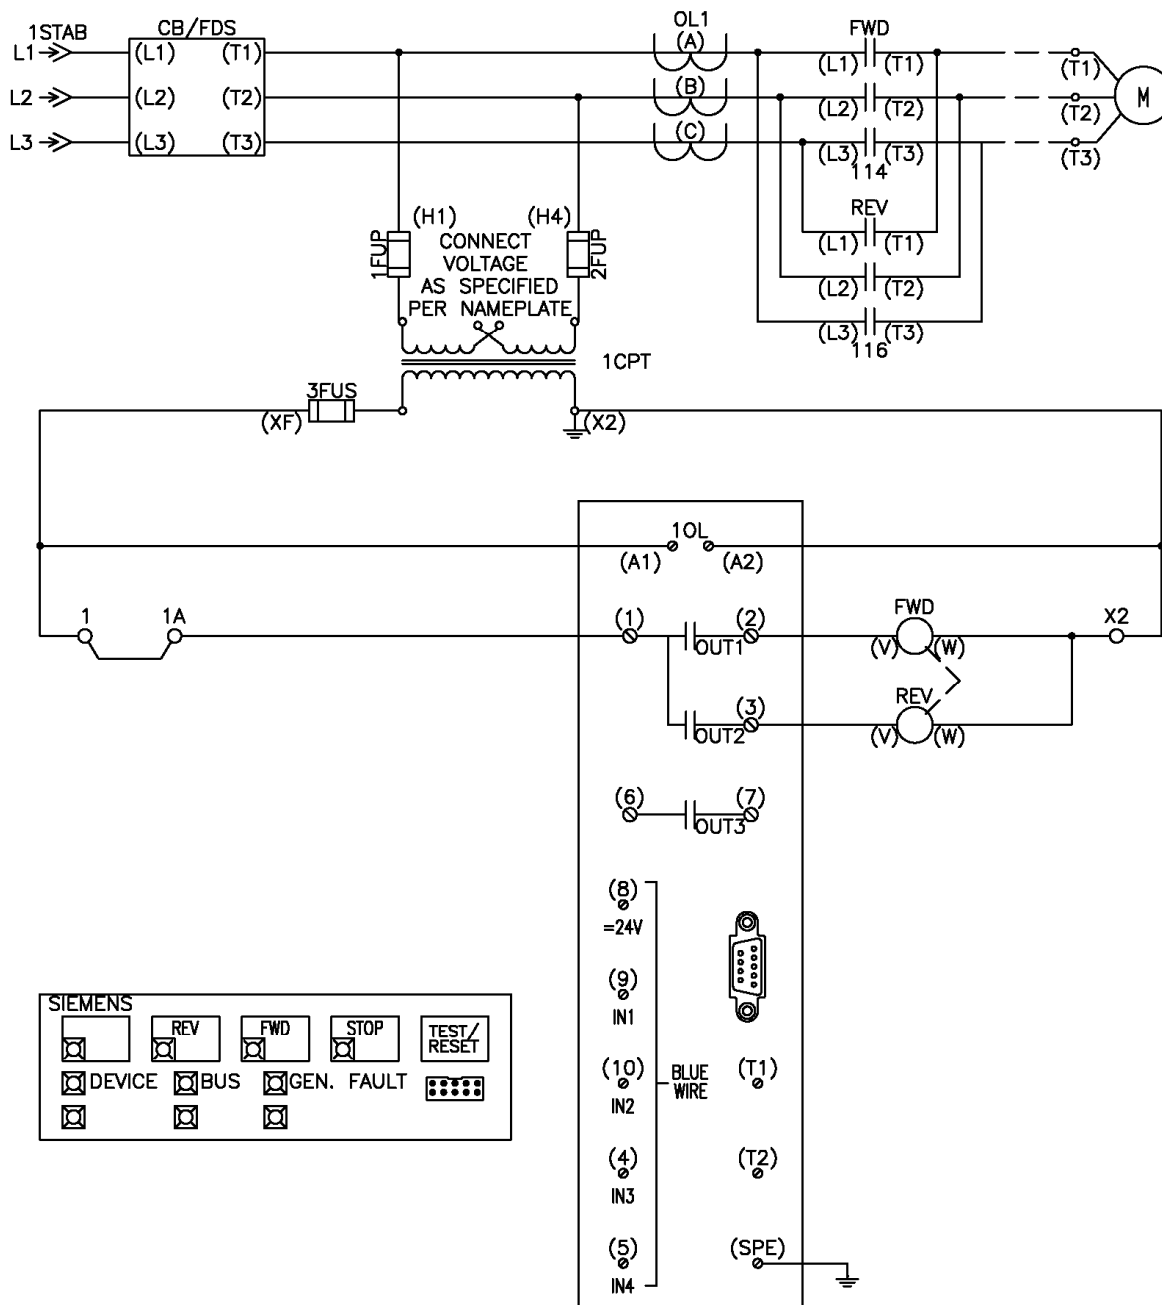 1STAB CB/FDS OL1 FWD
L1 (L1) (T1) (A) (L1) (T1) (T1)
L2 (L2) (T2) (B) (L2) (T2) (T2) M
L3 (L3) (T3) (C) (L3) (T3) (T3)
114
REV
(H1) (H4)
1FUP 2FUP
CONNECT
VOLTAGE
AS SPECIFIED
PER NAMEPLATE
(L1) (T1)
(L2) (T2)
(L3) (T3)
116
1CPT
3FUS
(XF) (X2)
1OL
(A1) (A2)
1 1A (1) (2) FWD X2
OUT1 (V) (W)
(3) REV
OUT2 (V) (W)
(6) (7)
OUT3
(8)
=24V
(9)
IN1
(10) (T1)
IN2
BLUE
WIRE
(4) (T2)
IN3
(5) (SPE)
IN4
SIEMENS
REV FWD STOP TEST/
RESET
DEVICE BUS GEN. FAULT